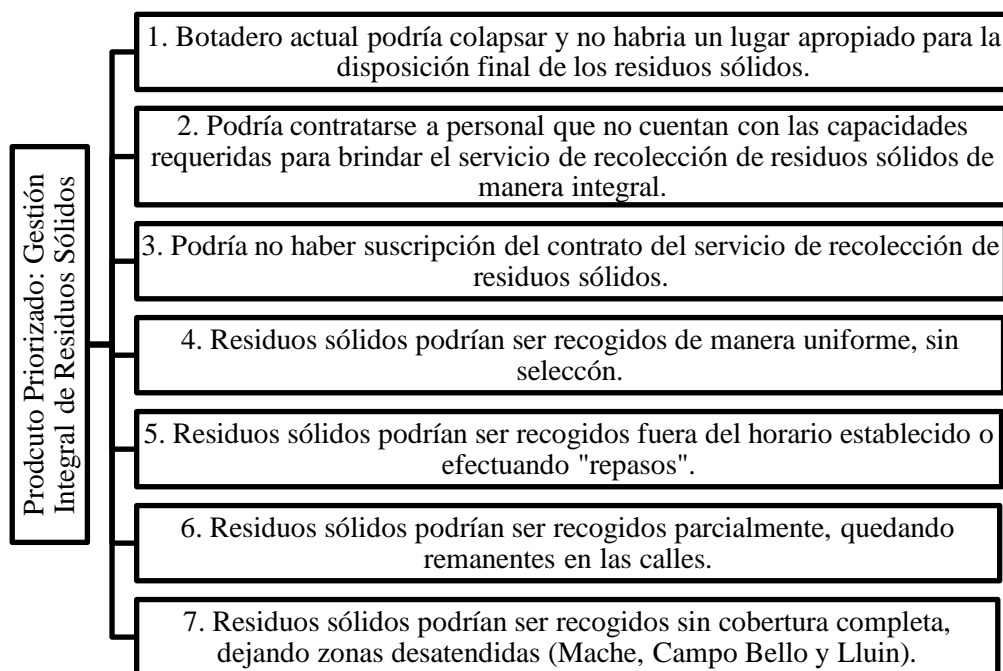 Prodcuto Priorizado: Gestión
Integral de Residuos Sólidos
1. Botadero actual podría colapsar y no habria un lugar apropiado para la
disposición final de los residuos sólidos.
2. Podría contratarse a personal que no cuentan con las capacidades
requeridas para brindar el servicio de recolección de residuos sólidos de
manera integral.
3. Podría no haber suscripción del contrato del servicio de recolección de
residuos sólidos.
4. Residuos sólidos podrían ser recogidos de manera uniforme, sin
seleccón.
5. Residuos sólidos podrían ser recogidos fuera del horario establecido o
efectuando "repasos".
6. Residuos sólidos podrían ser recogidos parcialmente, quedando
remanentes en las calles.
7. Residuos sólidos podrían ser recogidos sin cobertura completa,
dejando zonas desatendidas (Mache, Campo Bello y Lluin).